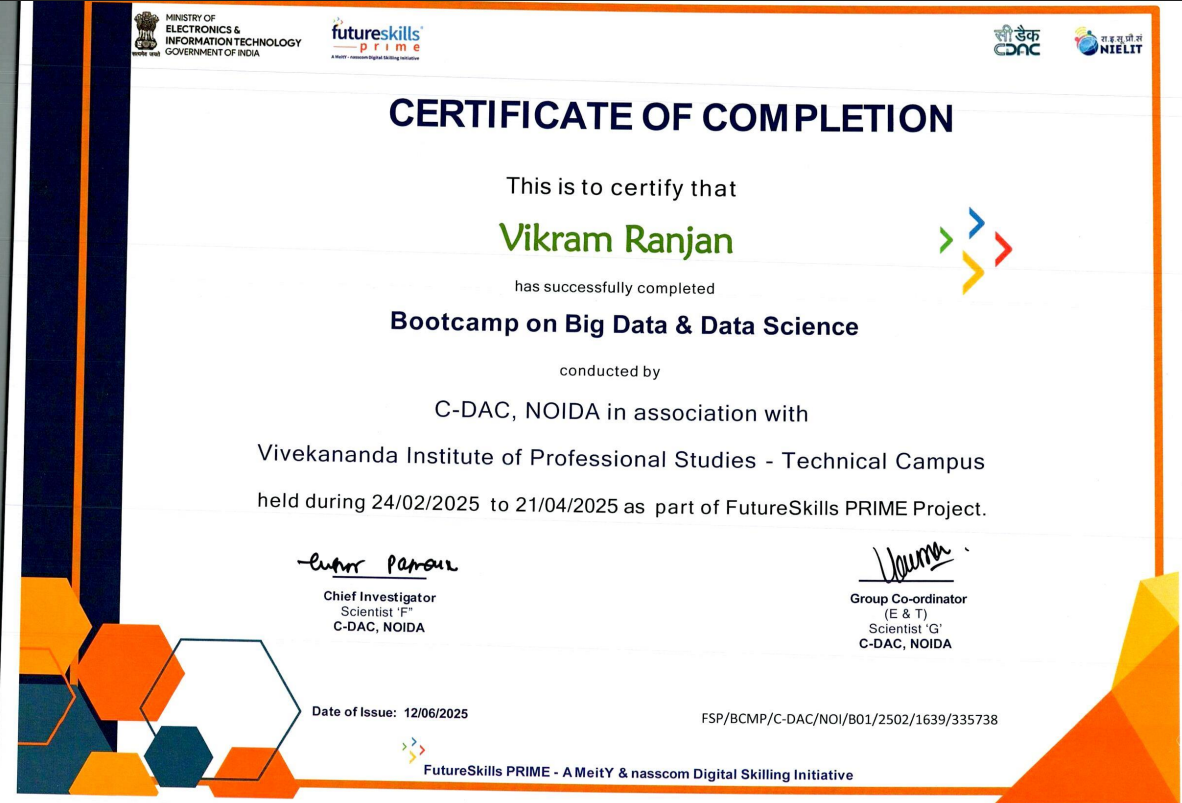 MINISTRY OF
ELECTRONICS &
INFORMATION TECHNOLOGY
GOVERNMENT OF INDIA
सत्यमेव जयते
futureskills
prime
A MeitY - nasscom Digital Skilling Initiative
सी डैक
CDAC
रा.इ.सू.प्रौ.सं
NIELIT
CERTIFICATE OF COMPLETION
This is to certify that
Vikram Ranjan
has successfully completed
Bootcamp on Big Data & Data Science
conducted by
C-DAC, NOIDA in association with
Vivekananda Institute of Professional Studies - Technical Campus
held during 24/02/2025 to 21/04/2025 as part of FutureSkills PRIME Project.
Chief Investigator
Scientist ‘F”
C-DAC, NOIDA
Group Co-ordinator
(E & T)
Scientist ‘G’
C-DAC, NOIDA
Date of Issue: 12/06/2025
FSP/BCMP/C-DAC/NOI/B01/2502/1639/335738
FutureSkills PRIME - A MeitY & nasscom Digital Skilling Initiative